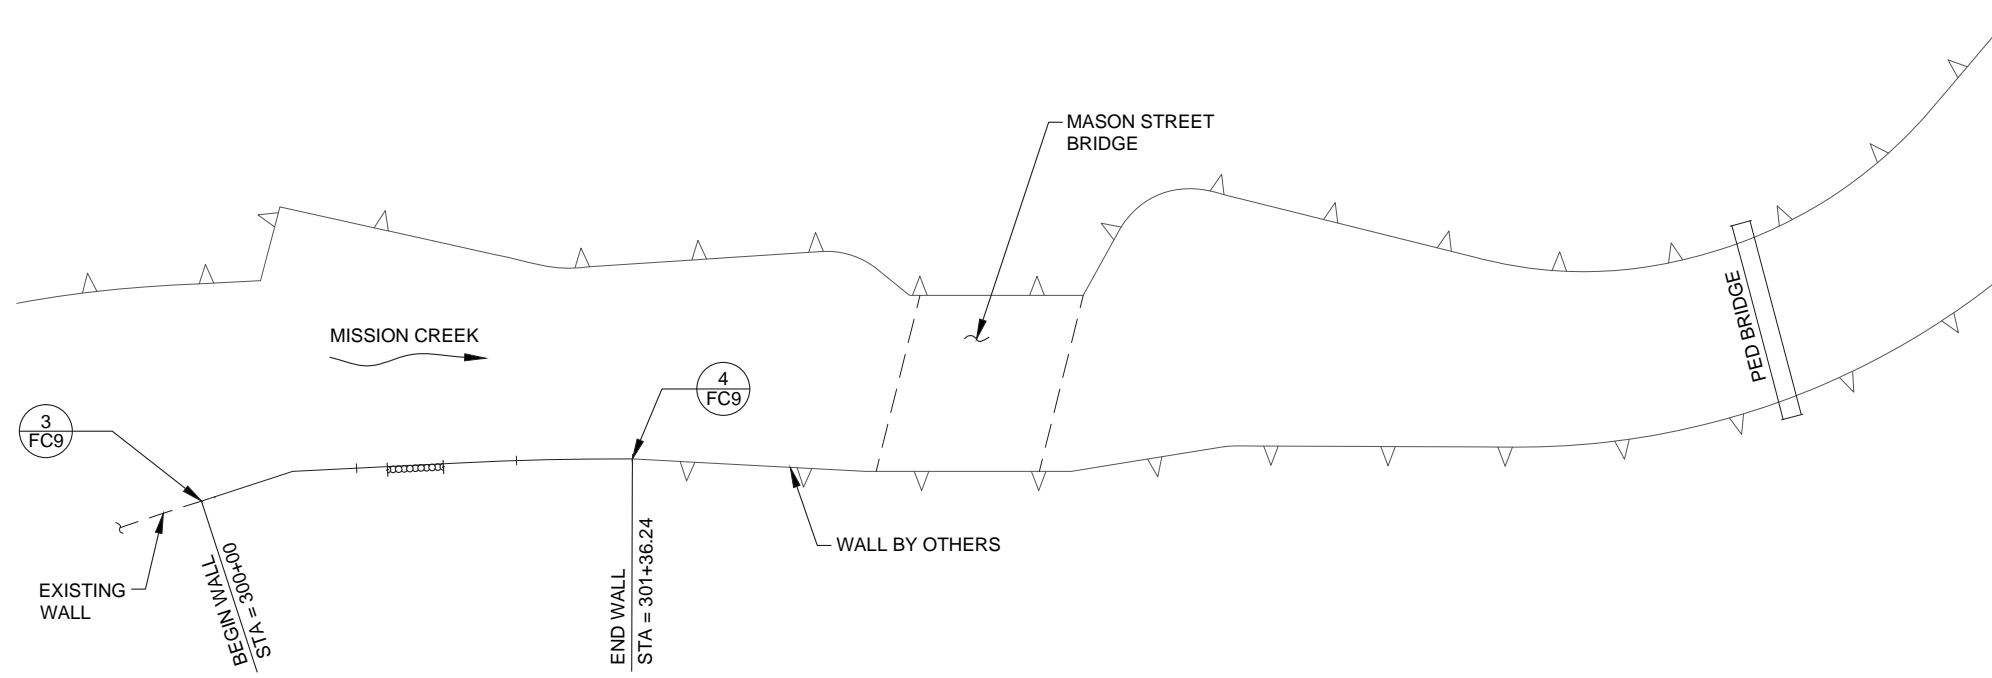 MASON STREET
BRIDGE
MISSION CREEK
PED BRIDGE
4
FC9
3
FC9
WALL BY OTHERS
EXISTING
WALL
BEGIN WALL
STA = 300+00
END WALL
STA = 301+36.24